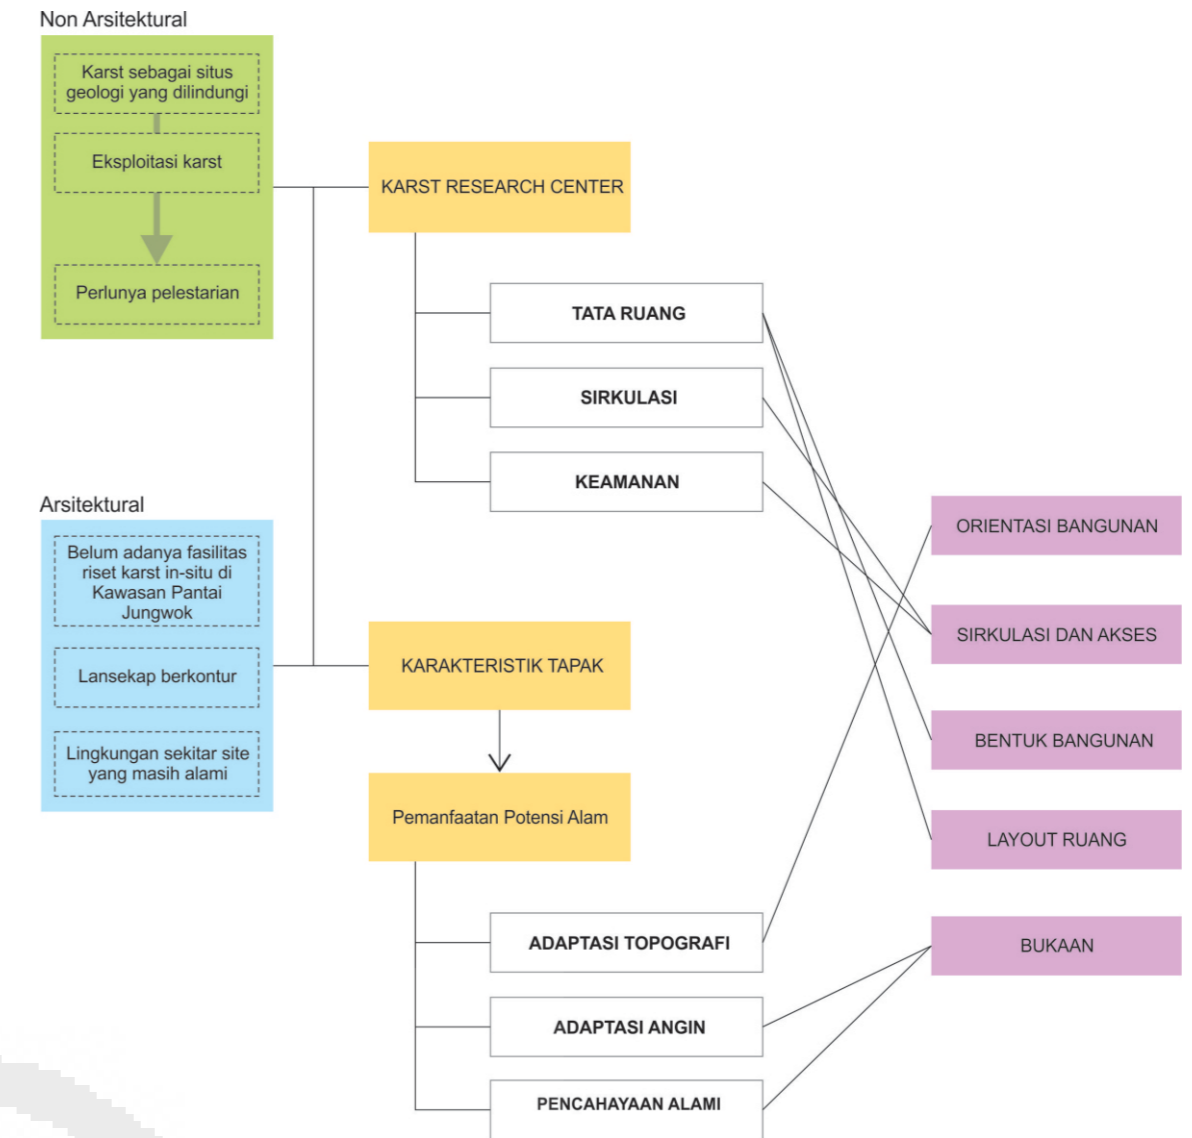 Non Arsitektural
Karst sebagai situs
geologi yang dilindungi
Eksploitasi karst
Perlunya pelestarian
KARST RESEARCH CENTER
TATA RUANG
SIRKULASI
KEAMANAN
Arsitektural
Belum adanya fasilitas
riset karst in-situ di
Kawasan Pantai
Jungwok
Lansekap berkontur
Lingkungan sekitar site
yang masih alami
KARAKTERISTIK TAPAK
Pemanfaatan Potensi Alam
ADAPTASI TOPOGRAFI
ADAPTASI ANGIN
PENCAHAYAAN ALAMI
ORIENTASI BANGUNAN
SIRKULASI DAN AKSES
BENTUK BANGUNAN
LAYOUT RUANG
BUKAAN